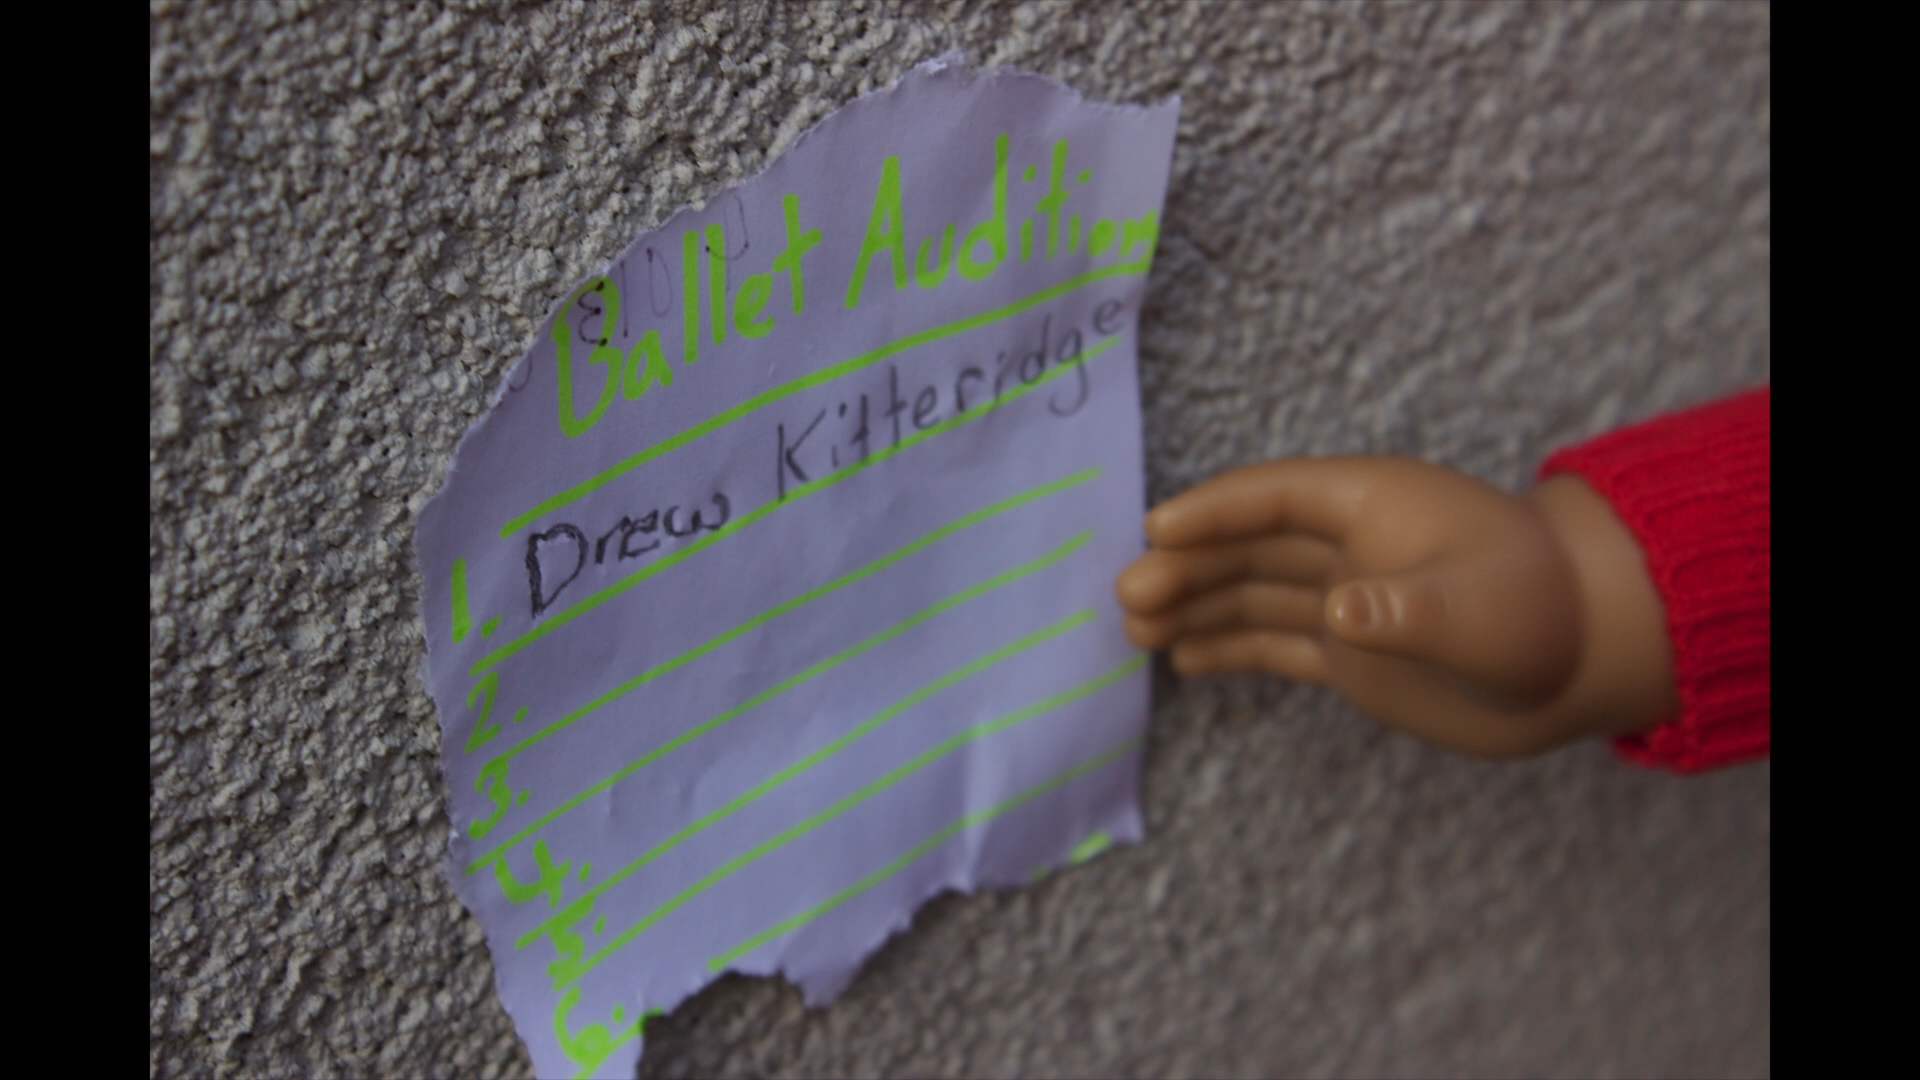 Ballet Audition
1. Drew Kitteridge
2.
3.
4.
5.
6.